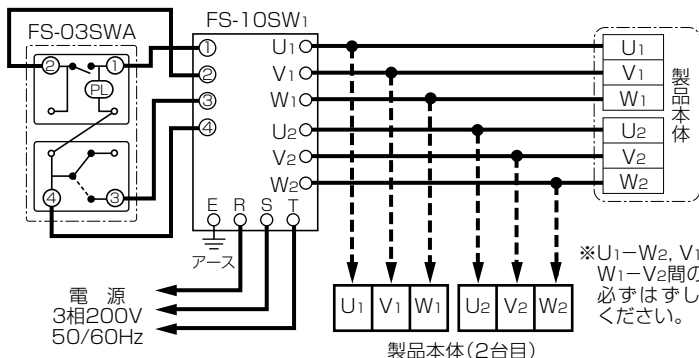 FS-10SW1
FS-03SWA
② ① PL
④ ③
①
②
③
④
U1
V1
W1
U2
V2
W2
E R S T
アース
電源
3相200V
50/60Hz
U1
V1
W1
U2
V2
W2
製品本体
U1 V1 W1
U2 V2 W2
製品本体(2台目)
※U1-W2, V1
W1-V2間の
必ずはずし
ください。